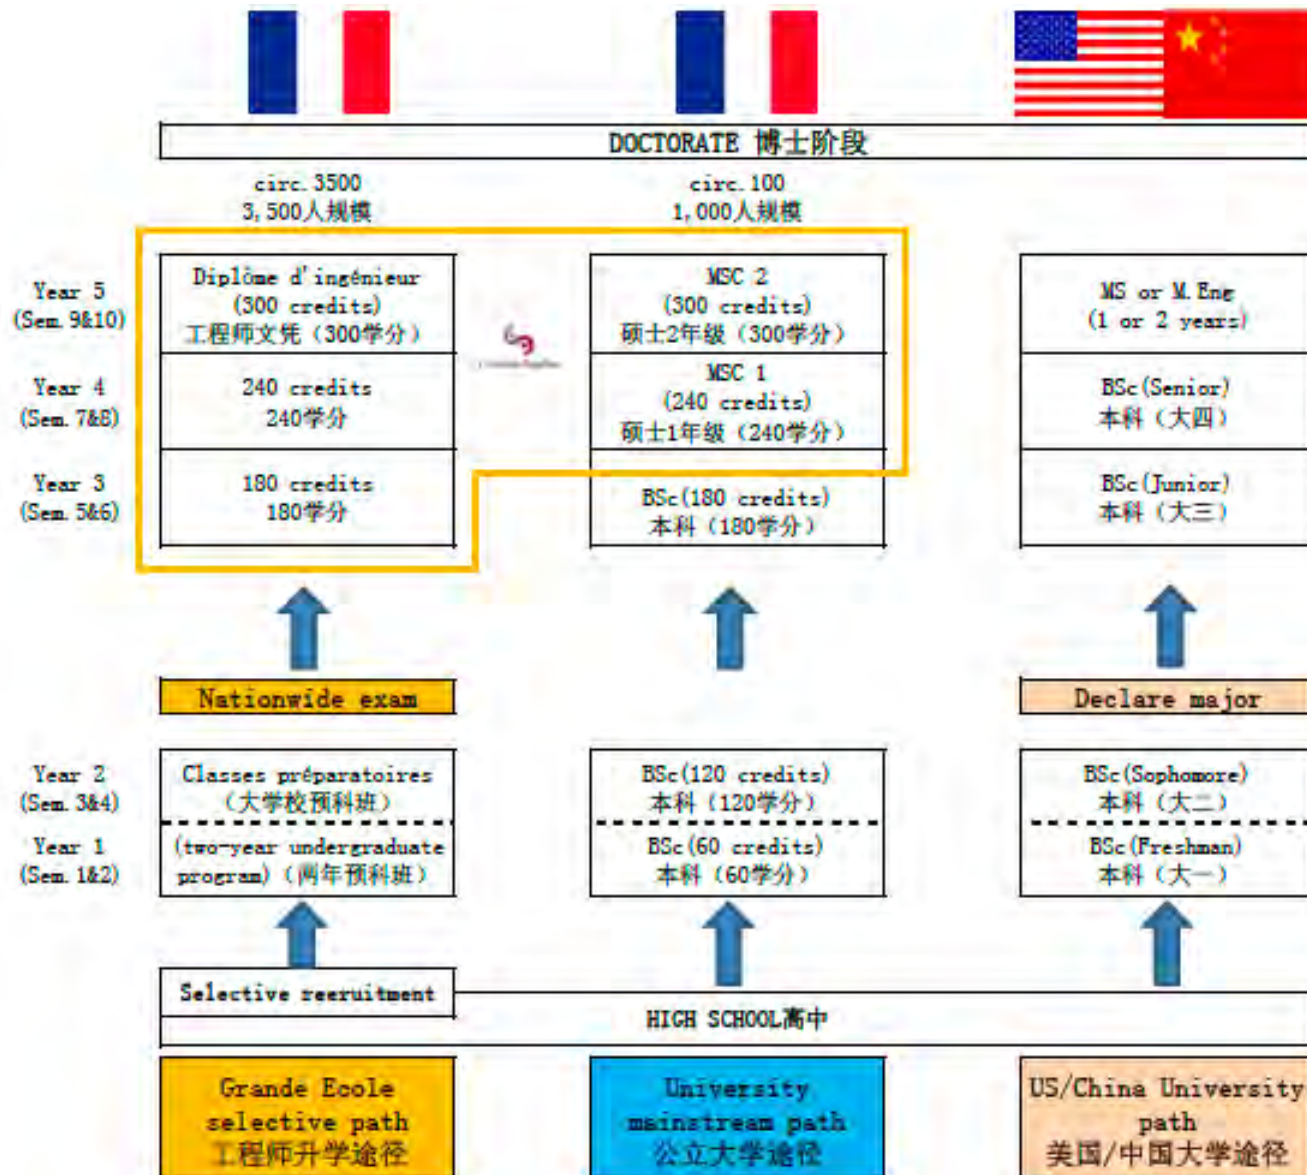 DOCTORATE 博士阶段
circ.3500
3,500人规模
circ.100
1,000人规模
Year 5
(Sem.9&10)
Diplôme d'ingénieur
(300 credits)
工程师文凭（300学分）
MSC 2
(300 credits)
硕士2年级（300学分）
MS or M.Eng
(1 or 2 years)
Year 4
(Sem.7&8)
240 credits
240学分
MSC 1
(240 credits)
硕士1年级（240学分）
BSc(Senior)
本科（大四）
Year 3
(Sem.5&6)
180 credits
180学分
BSc(180 credits)
本科（180学分）
BSc(Junior)
本科（大三）
Nationwide exam
Declare major
Year 2
(Sem.3&4)
Classes préparatoires
（大学校预科班）
BSc(120 credits)
本科（120学分）
BSc(Sophomore)
本科（大二）
Year 1
(Sem.1&2)
(two-year undergraduate
program)（两年预科班）
BSc(60 credits)
本科（60学分）
BSc(Freshman)
本科（大一）
Selective reeruitment
HIGH SCHOOL高中
Grande Ecole
selective path
工程师升学途径
University
mainstream path
公立大学途径
US/China University
path
美国/中国大学途径